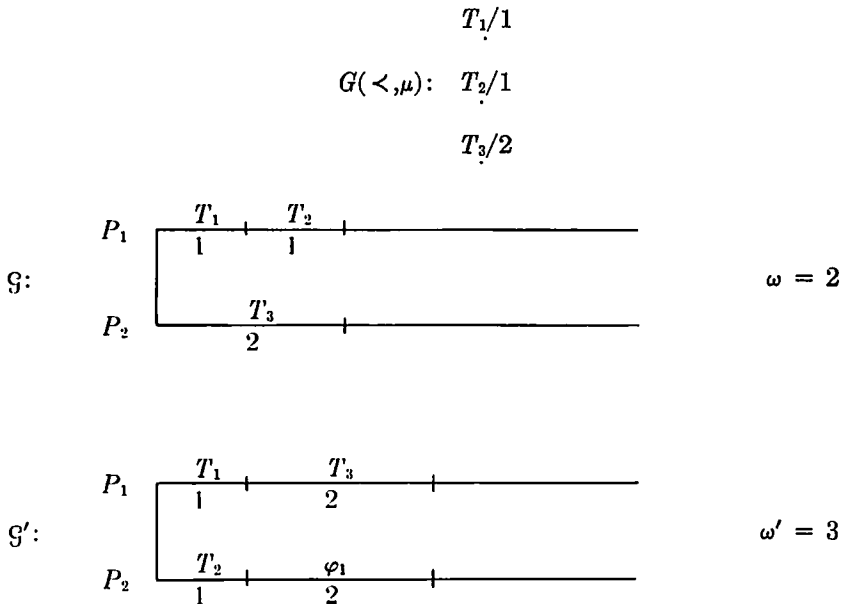 T₁/1
G(≺,μ): T₂/1
T₃/2
T₁ T₂
P₁
1 1
𝒢: ω = 2
T₃
P₂
2
T₁ T₃
P₁
1 2
𝒢′: ω′ = 3
T₂ φ₁
P₂
1 2